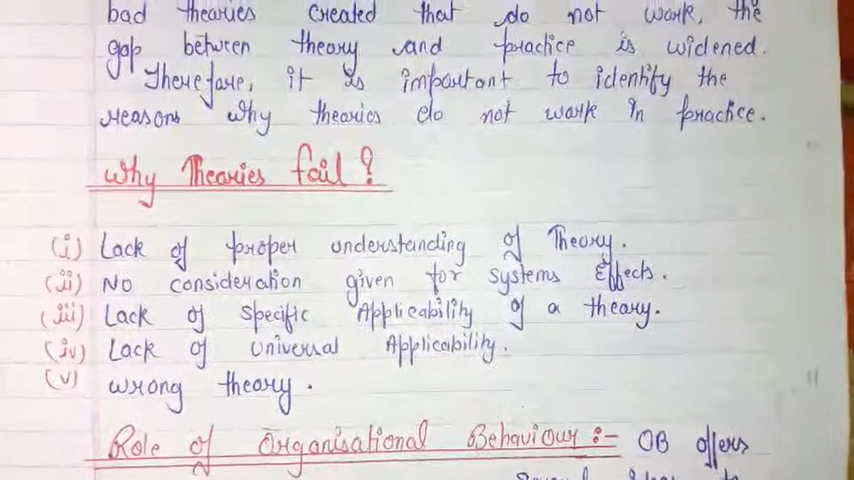 bad theories created that do not work, the
gap between theory and practice is widened.
Therefore, it is important to identify the
reasons why theories do not work in practice.
Why Theories fail?
(i) Lack of proper understanding of Theory.
(ii) No consideration given for systems Effects.
(iii) Lack of specific Applicability of a theory.
(iv) Lack of universal Applicability.
(v) wrong theory.
Role of Organisational Behaviour :- OB offers